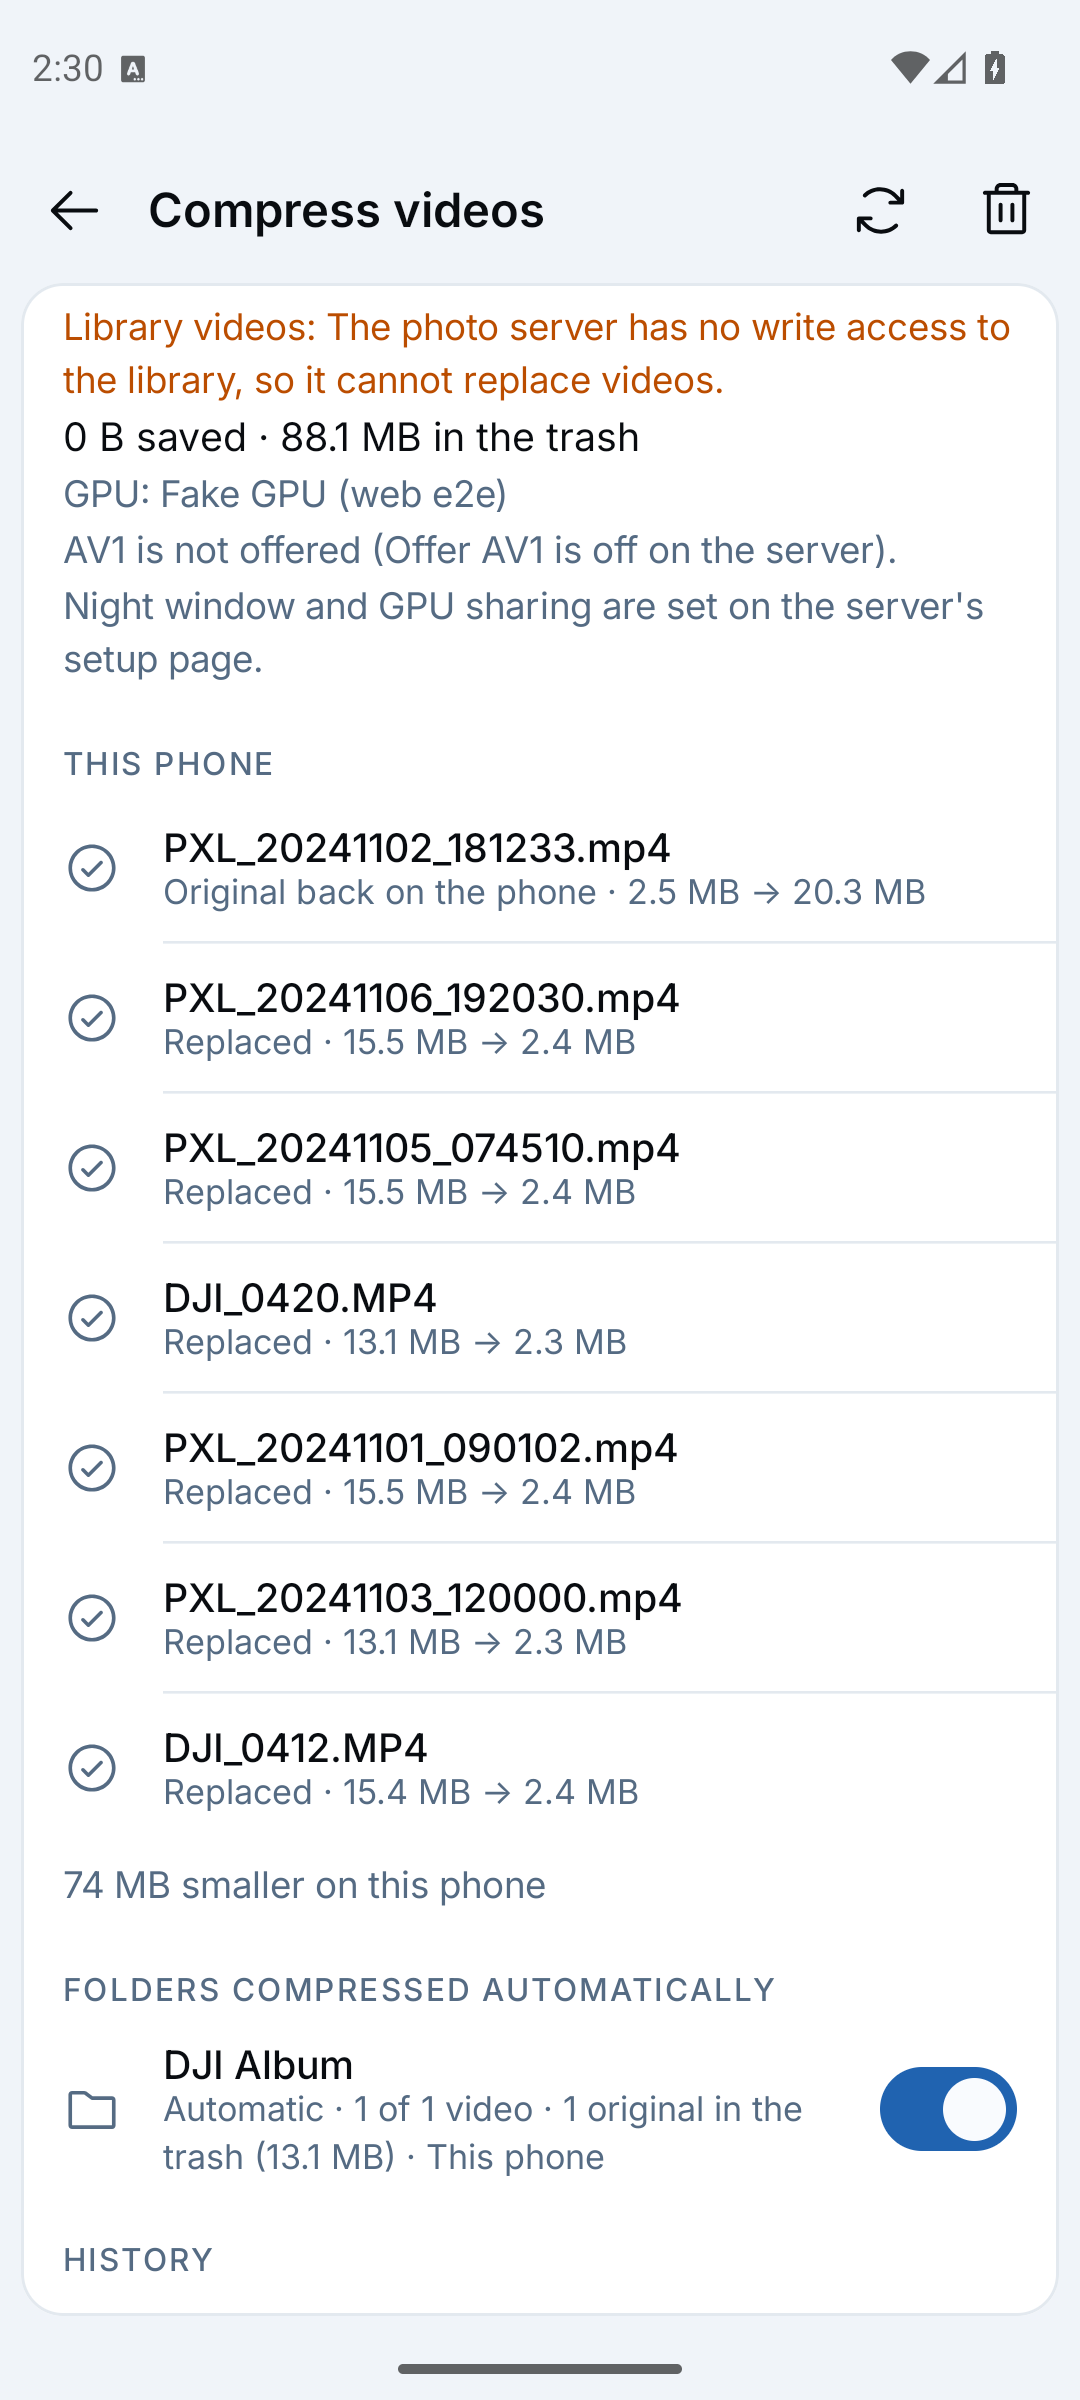 2:30
Compress videos
Library videos: The photo server has no write access to
the library, so it cannot replace videos.
0 B saved · 88.1 MB in the trash
GPU: Fake GPU (web e2e)
AV1 is not offered (Offer AV1 is off on the server).
Night window and GPU sharing are set on the server's
setup page.
THIS PHONE
PXL_20241102_181233.mp4
Original back on the phone · 2.5 MB → 20.3 MB
PXL_20241106_192030.mp4
Replaced · 15.5 MB → 2.4 MB
PXL_20241105_074510.mp4
Replaced · 15.5 MB → 2.4 MB
DJI_0420.MP4
Replaced · 13.1 MB → 2.3 MB
PXL_20241101_090102.mp4
Replaced · 15.5 MB → 2.4 MB
PXL_20241103_120000.mp4
Replaced · 13.1 MB → 2.3 MB
DJI_0412.MP4
Replaced · 15.4 MB → 2.4 MB
74 MB smaller on this phone
FOLDERS COMPRESSED AUTOMATICALLY
DJI Album
Automatic · 1 of 1 video · 1 original in the
trash (13.1 MB) · This phone
HISTORY